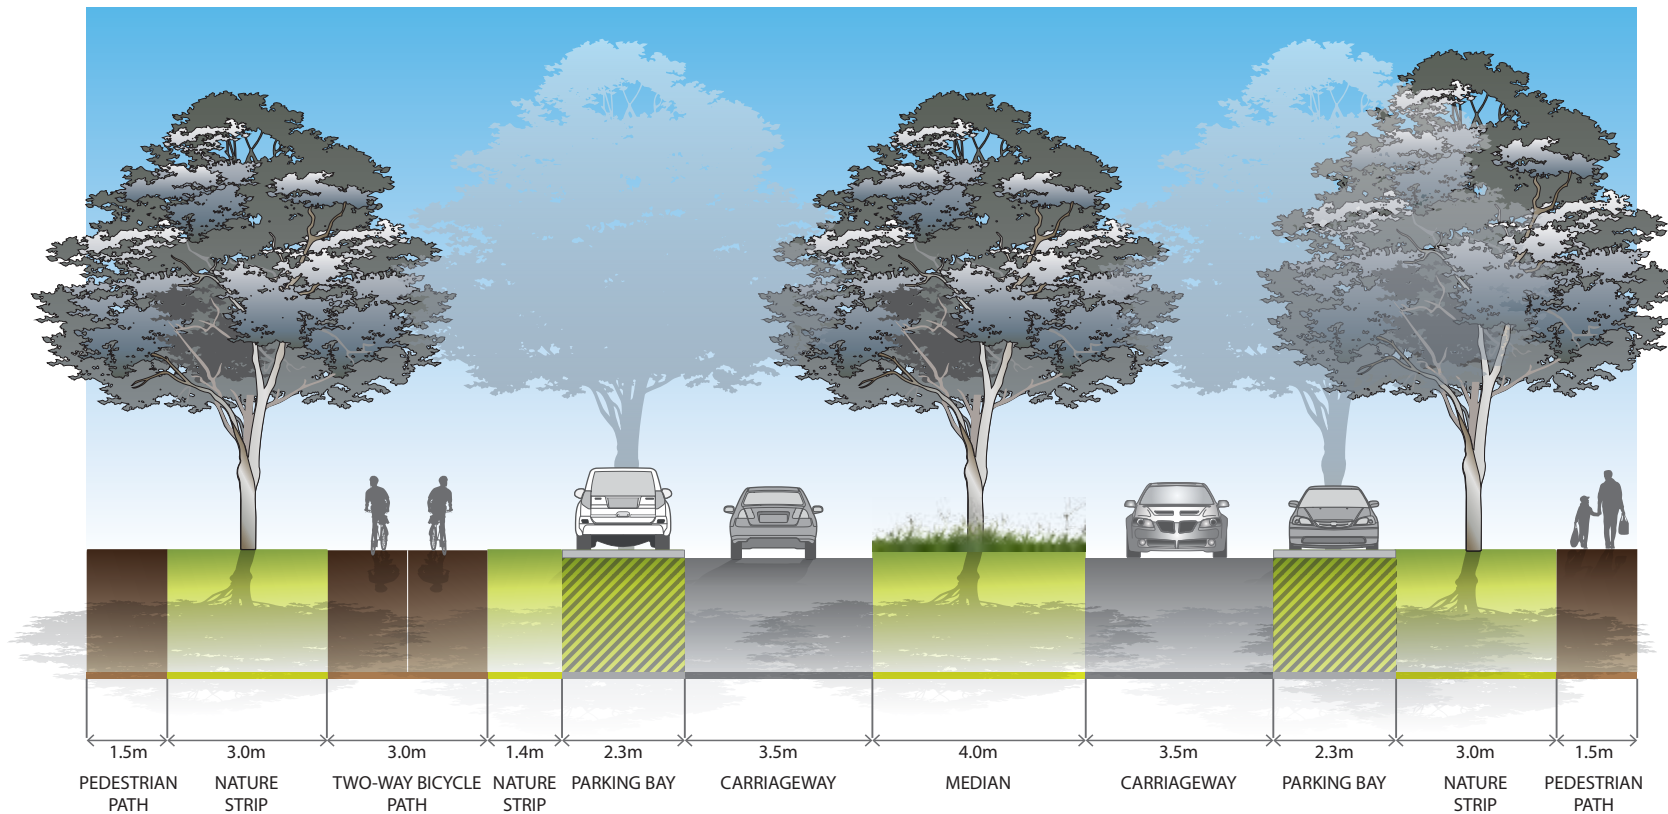 1.5m 3.0m 3.0m 1.4m 2.3m 3.5m 4.0m 3.5m 2.3m 3.0m 1.5m
PEDESTRIAN NATURE TWO-WAY BICYCLE NATURE PARKING BAY CARRIAGEWAY MEDIAN CARRIAGEWAY PARKING BAY NATURE PEDESTRIAN
PATH STRIP PATH STRIP STRIP PATH